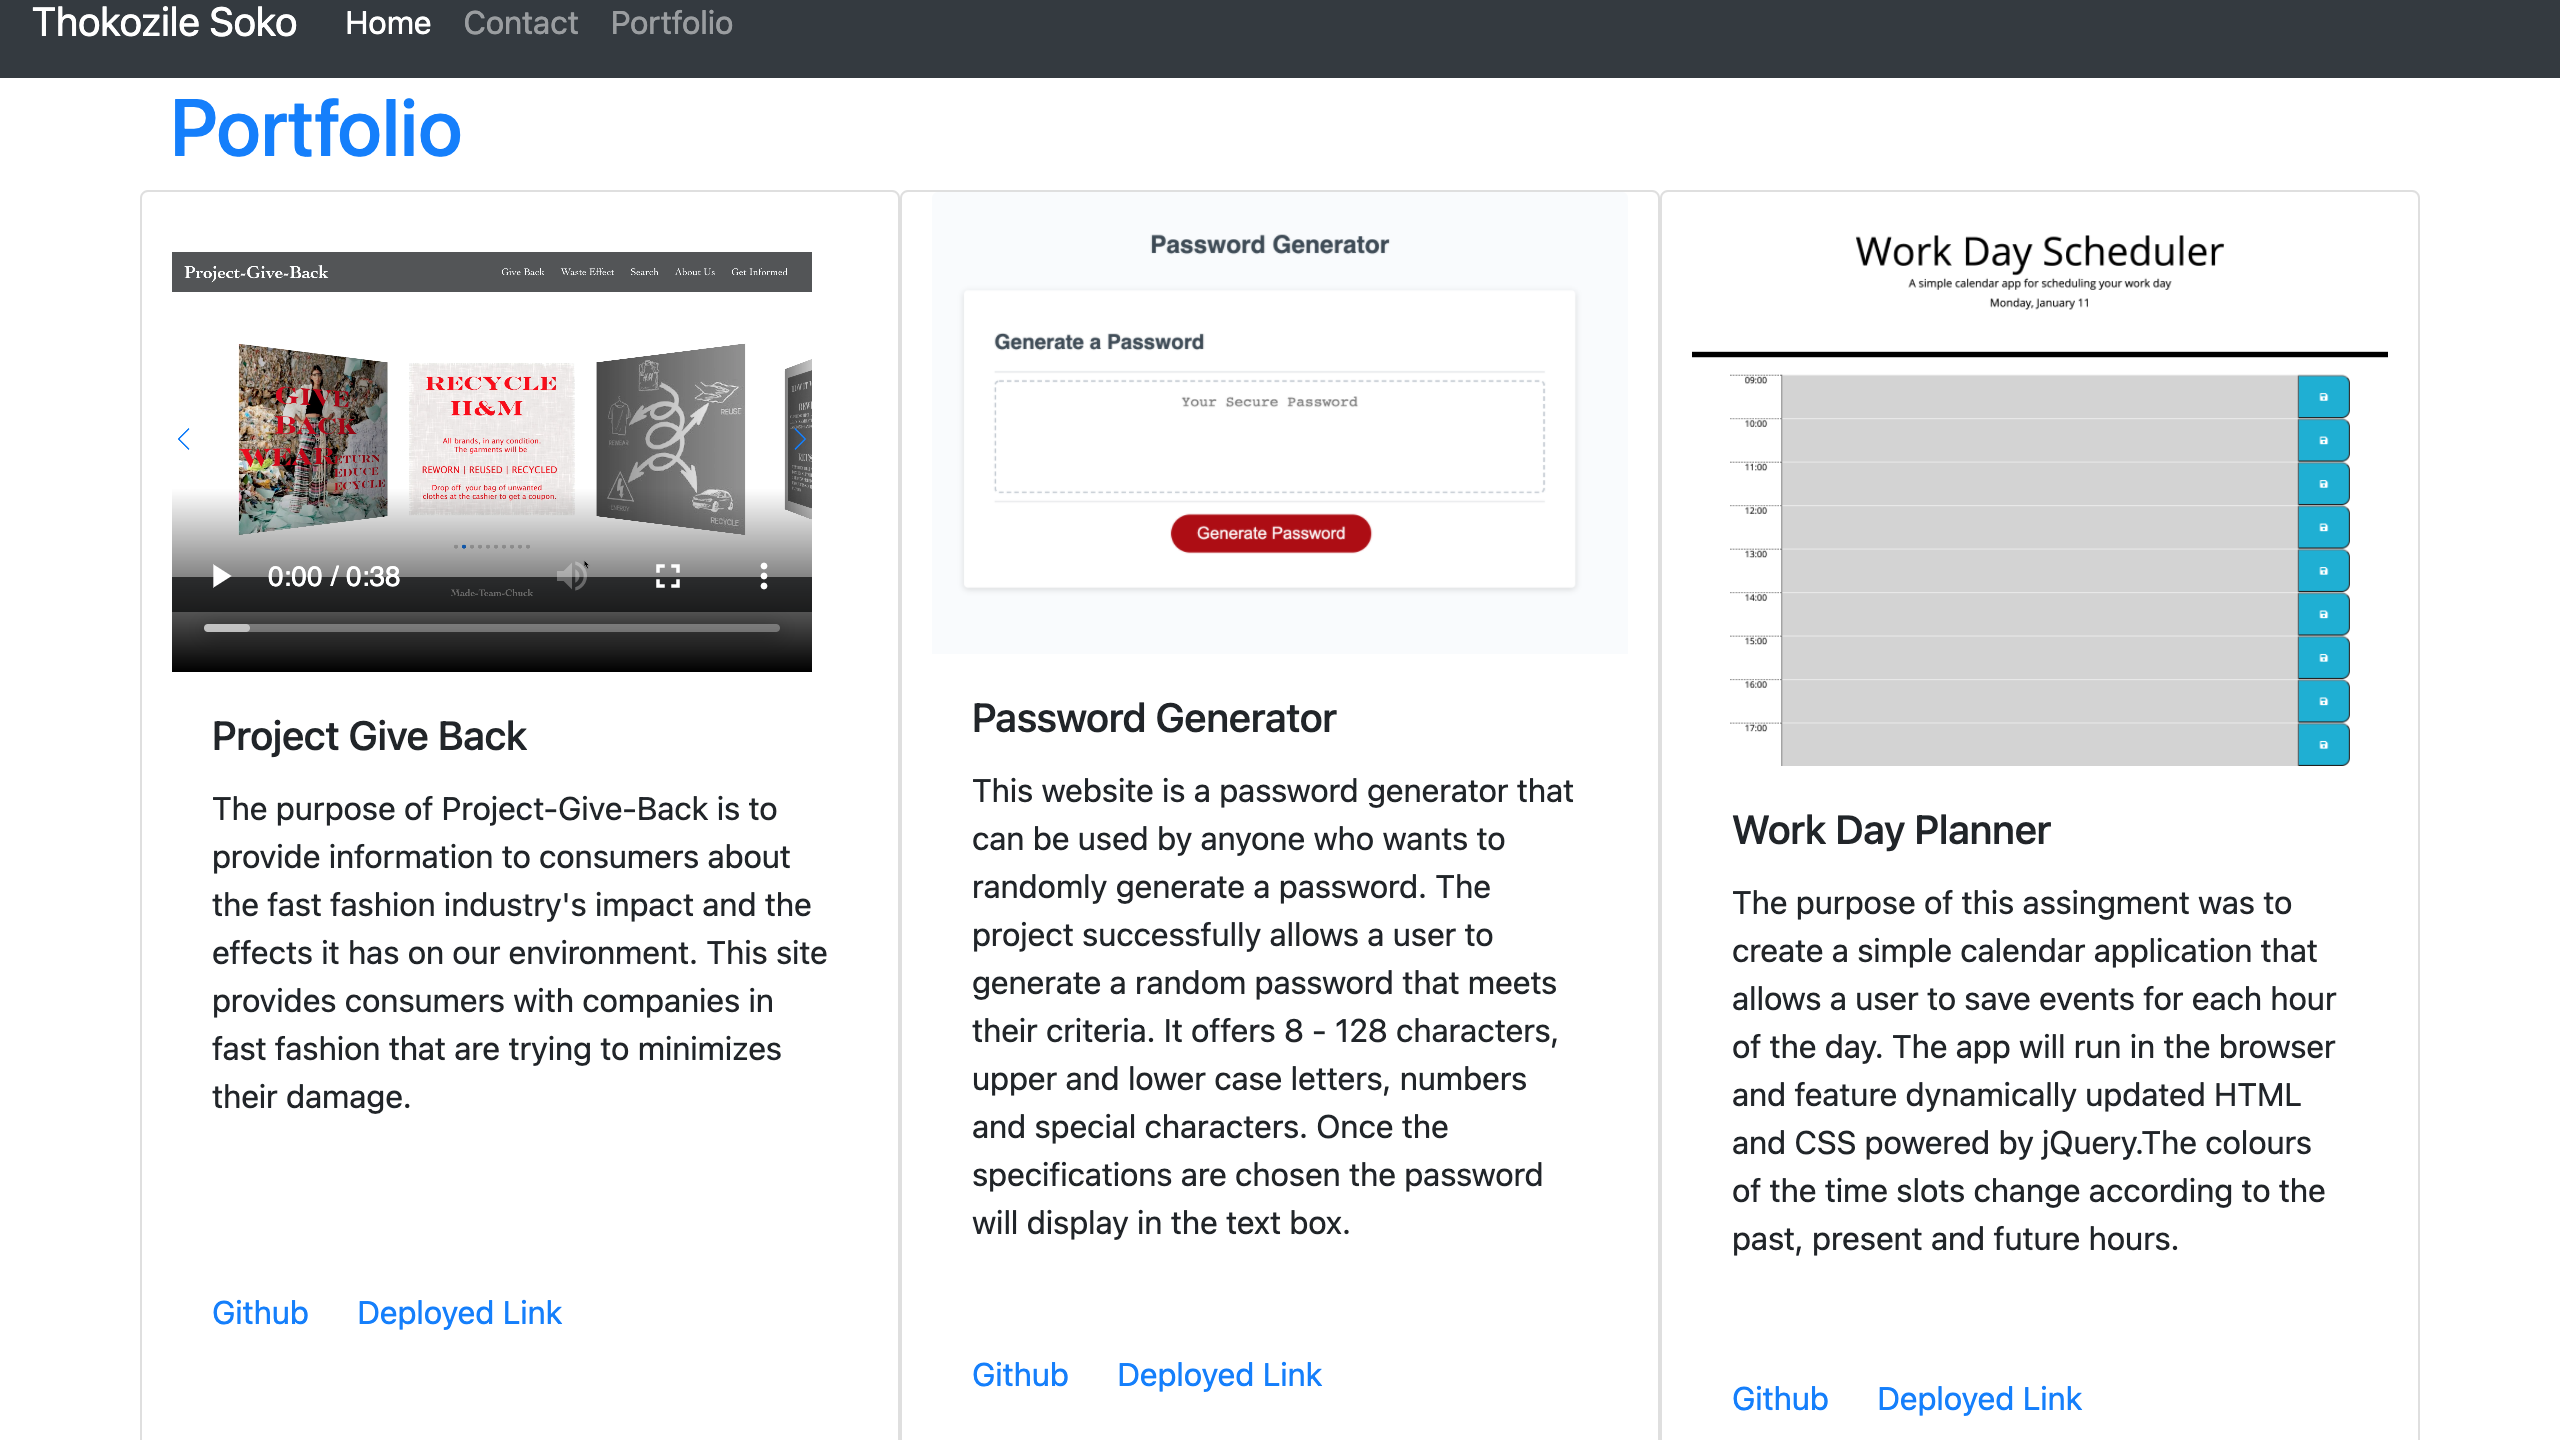 Thokozile Soko Home Contact Portfolio
Portfolio
Project-Give-Back Give Back Waste Effect Search About Us Get Informed
GIVE
BACK
WEAR
RECYCLE
H&M
All brands, in any condition.
The garments will be
REWORN | REUSED | RECYCLED
Drop off your bag of unwanted
clothes at the cashier to get a coupon.
REUSE
REWEAR
ENERGY
RECYCLE
0:00 / 0:38
Made-Team-Chuck
Project Give Back
The purpose of Project-Give-Back is to
provide information to consumers about
the fast fashion industry's impact and the
effects it has on our environment. This site
provides consumers with companies in
fast fashion that are trying to minimizes
their damage.
Github Deployed Link
Password Generator
Generate a Password
Your Secure Password
Generate Password
Password Generator
This website is a password generator that
can be used by anyone who wants to
randomly generate a password. The
project successfully allows a user to
generate a random password that meets
their criteria. It offers 8 - 128 characters,
upper and lower case letters, numbers
and special characters. Once the
specifications are chosen the password
will display in the text box.
Github Deployed Link
Work Day Scheduler
A simple calendar app for scheduling your work day
Monday, January 11
09:00
10:00
11:00
12:00
13:00
14:00
15:00
16:00
17:00
Work Day Planner
The purpose of this assingment was to
create a simple calendar application that
allows a user to save events for each hour
of the day. The app will run in the browser
and feature dynamically updated HTML
and CSS powered by jQuery.The colours
of the time slots change according to the
past, present and future hours.
Github Deployed Link